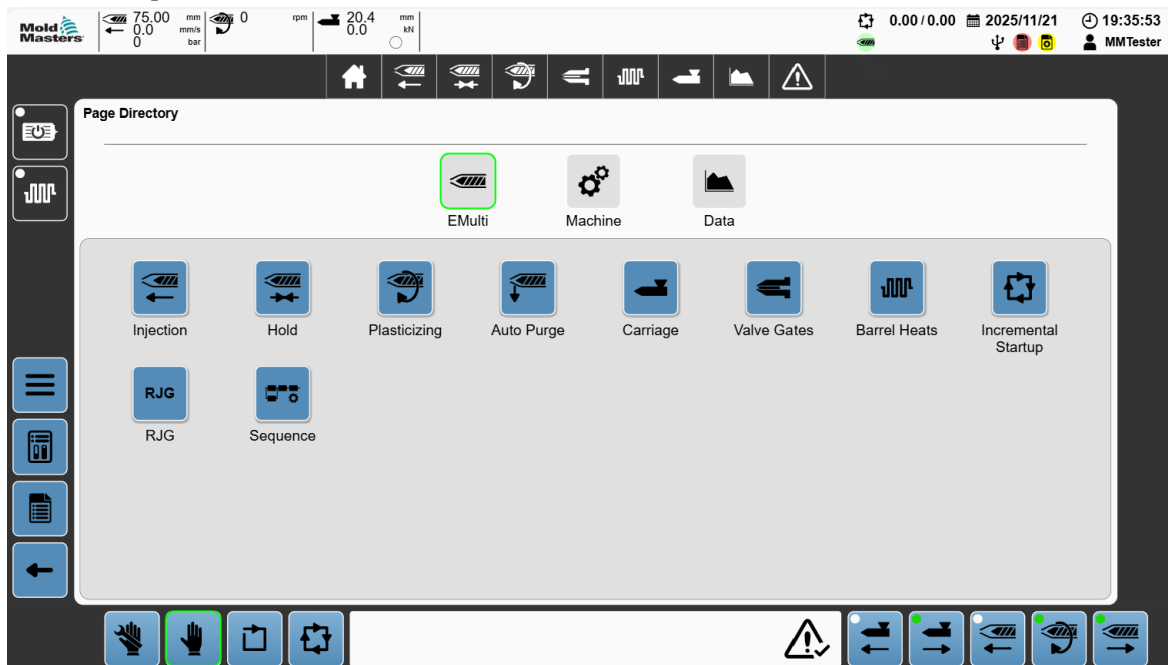 Mold Masters
75.00 mm
0.0 mm/s
0 bar
0 rpm
20.4 mm
0.0 kN
0.00 / 0.00
2025/11/21
19:35:53
MMTester
Page Directory
EMulti
Machine
Data
Injection
Hold
Plasticizing
Auto Purge
Carriage
Valve Gates
Barrel Heats
Incremental
Startup
RJG
RJG
Sequence